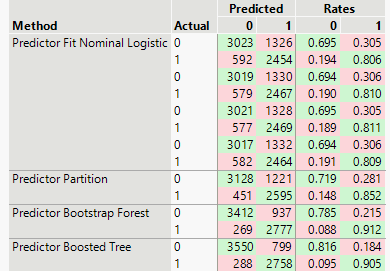 Predicted Rates
Method Actual 0 1 0 1
Predictor Fit Nominal Logistic 0 3023 1326 0.695 0.305
1 592 2454 0.194 0.806
0 3019 1330 0.694 0.306
1 579 2467 0.190 0.810
0 3021 1328 0.695 0.305
1 577 2469 0.189 0.811
0 3017 1332 0.694 0.306
1 582 2464 0.191 0.809
Predictor Partition 0 3128 1221 0.719 0.281
1 451 2595 0.148 0.852
Predictor Bootstrap Forest 0 3412 937 0.785 0.215
1 269 2777 0.088 0.912
Predictor Boosted Tree 0 3550 799 0.816 0.184
1 288 2758 0.095 0.905